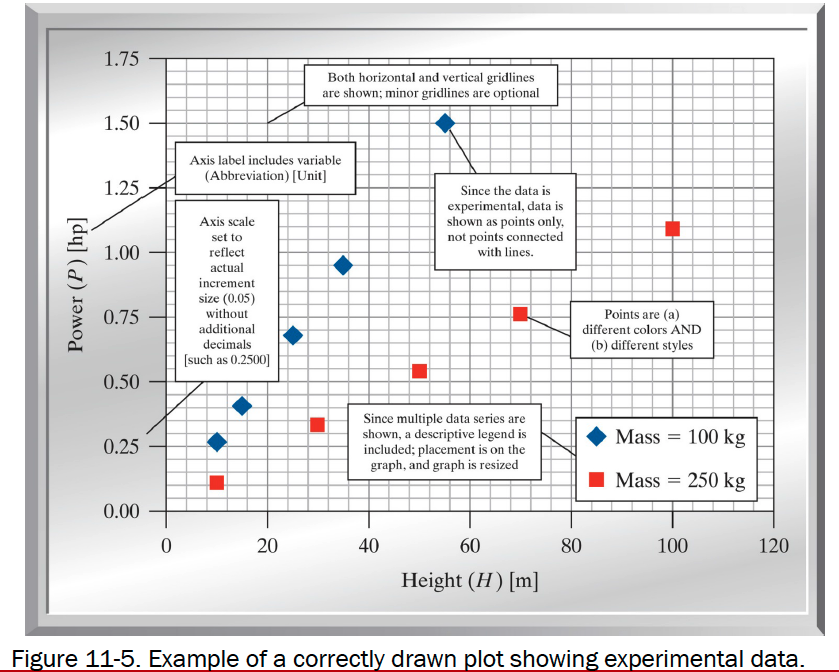 1.75
Both horizontal and vertical gridlines
are shown; minor gridlines are optional
1.50
Axis label includes variable
(Abbreviation) [Unit]
1.25
Since the data is
experimental, data is
shown as points only,
not points connected
with lines.
Axis scale
set to
reflect
actual
increment
size (0.05)
without
additional
decimals
[such as 0.2500]
Power (P) [hp]
1.00
0.75
Points are (a)
different colors AND
(b) different styles
0.50
Since multiple data series are
shown, a descriptive legend is
included; placement is on the
graph, and graph is resized
Mass = 100 kg
Mass = 250 kg
0.25
0.00
0 20 40 60 80 100 120
Height (H) [m]
Figure 11-5. Example of a correctly drawn plot showing experimental data.